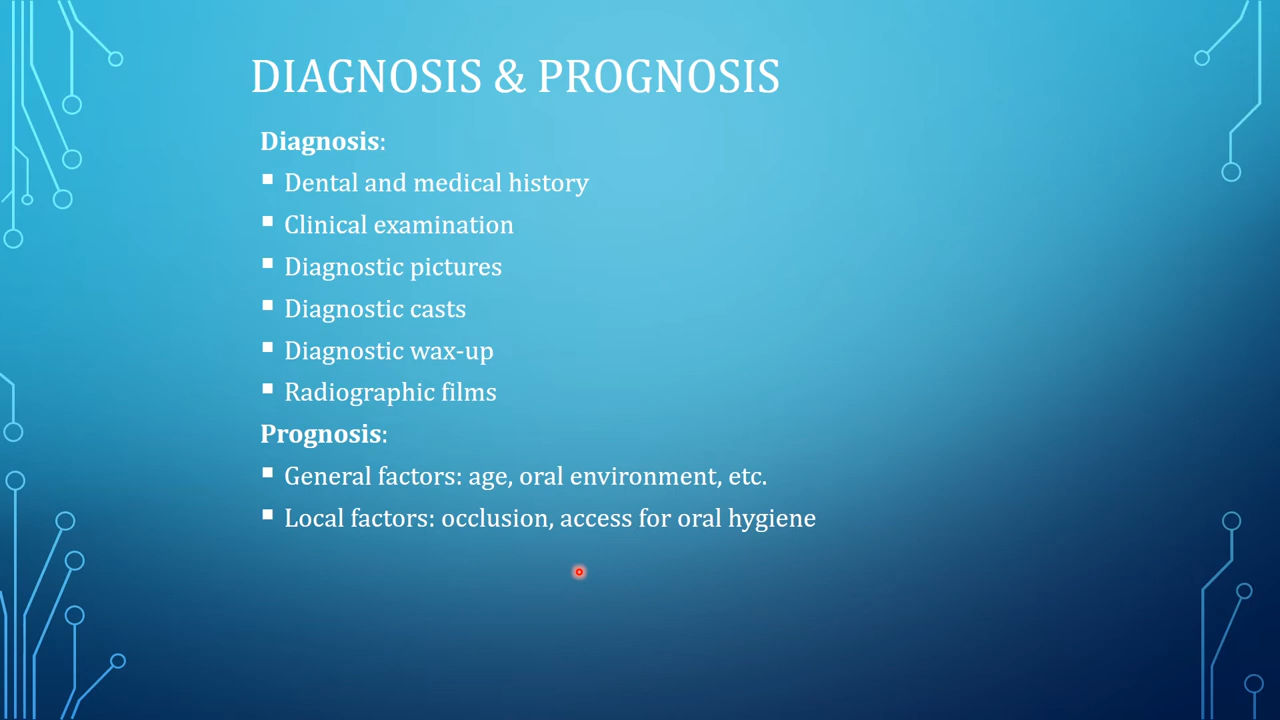 DIAGNOSIS & PROGNOSIS
Diagnosis:
▪ Dental and medical history
▪ Clinical examination
▪ Diagnostic pictures
▪ Diagnostic casts
▪ Diagnostic wax-up
▪ Radiographic films
Prognosis:
▪ General factors: age, oral environment, etc.
▪ Local factors: occlusion, access for oral hygiene